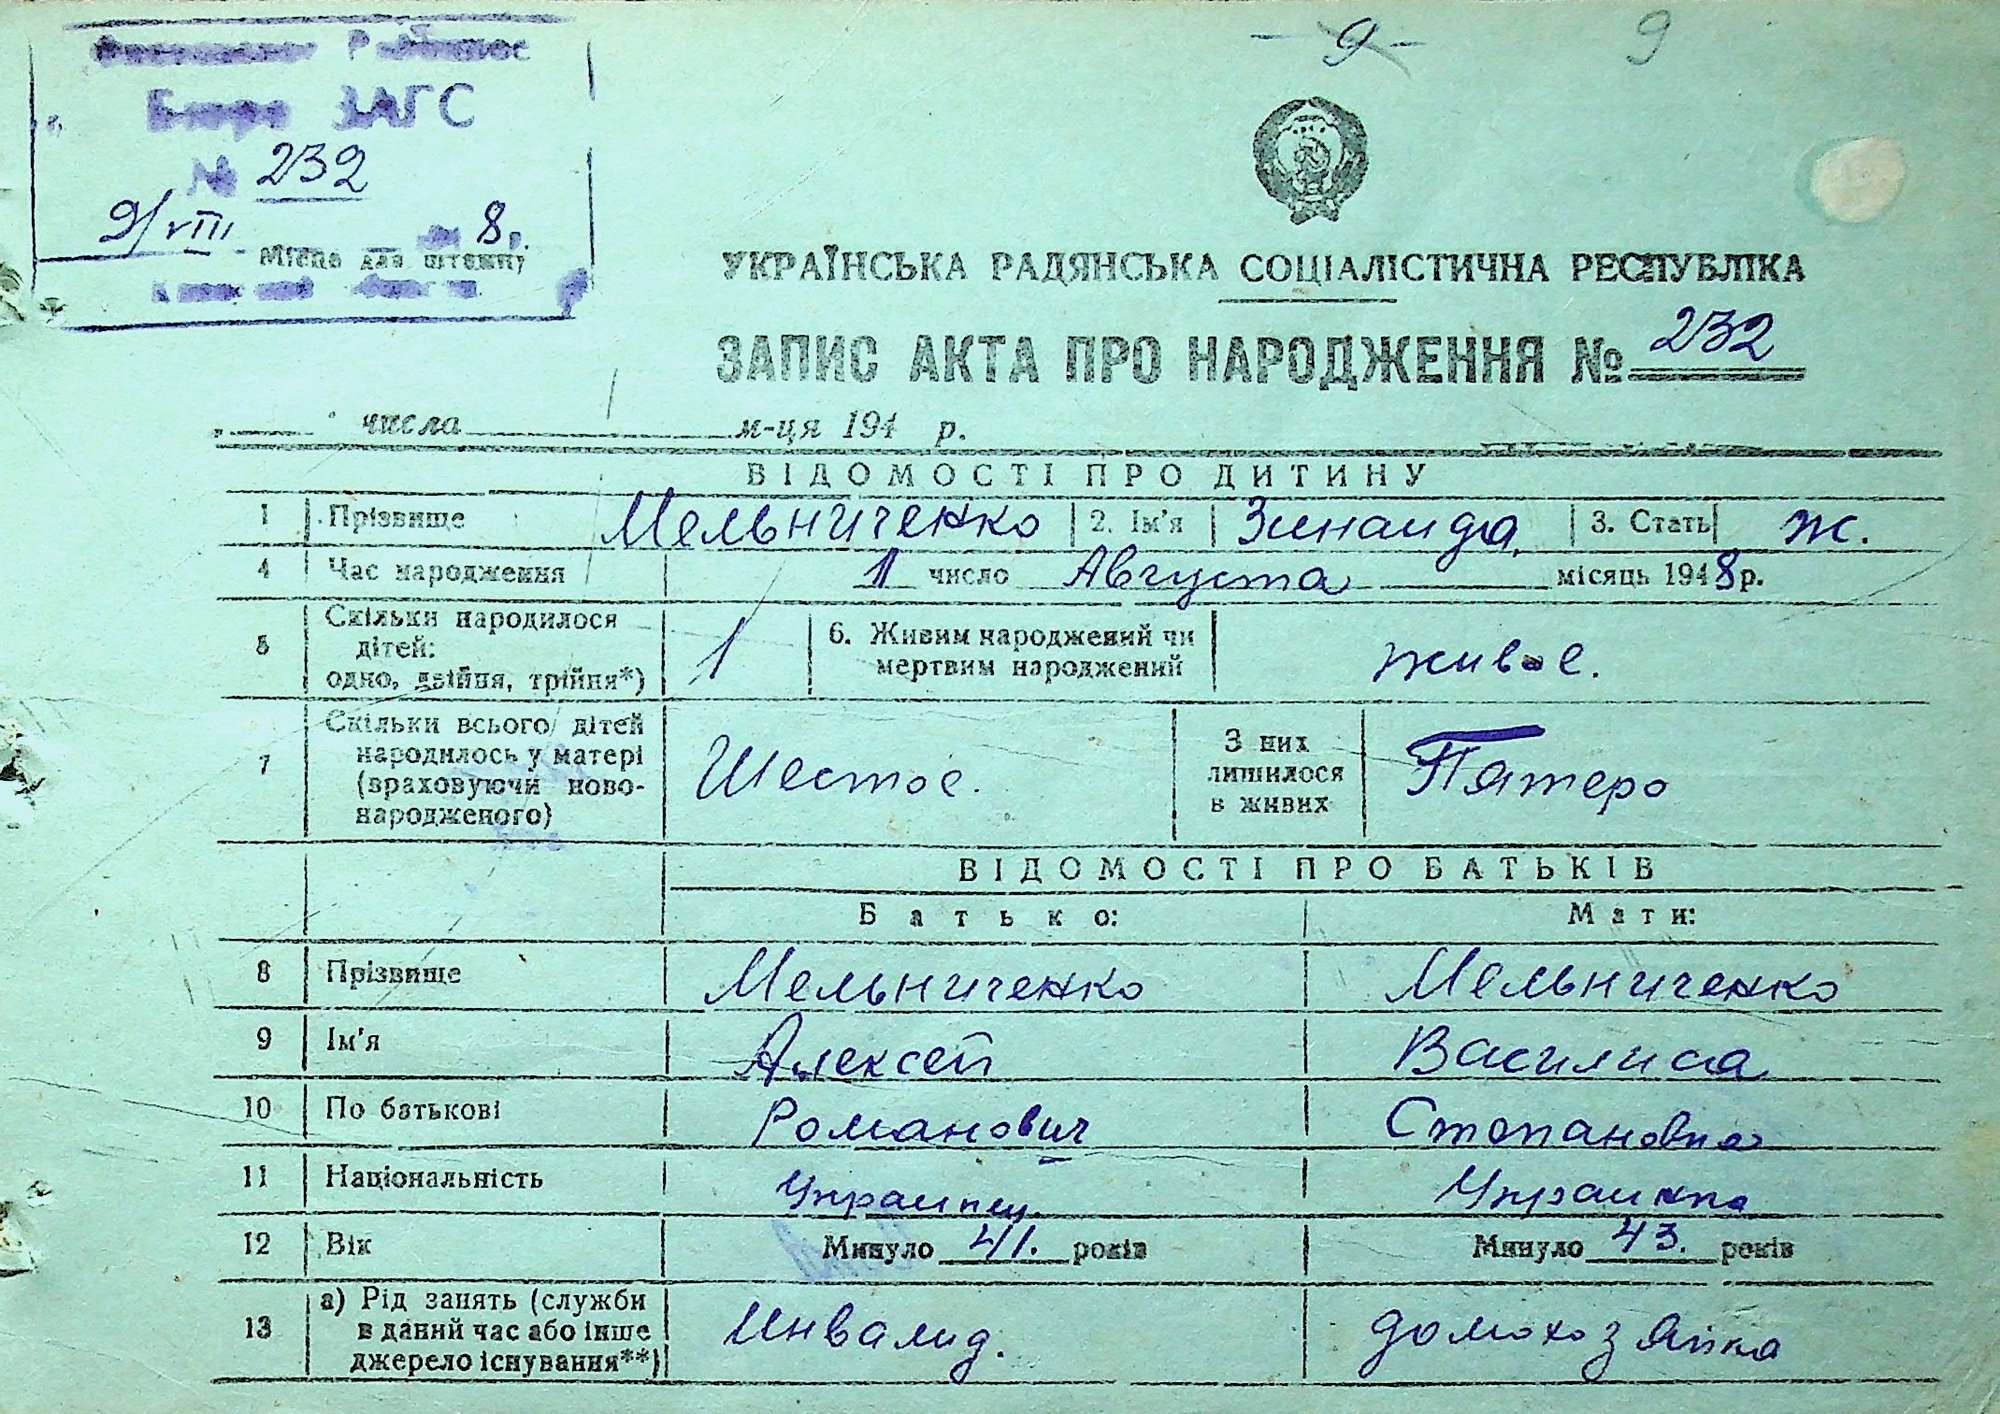 - 9 - 9
ЗАГС
№ 232
9/VIII 8 р.
Місце для штампу
УКРАЇНСЬКА РАДЯНСЬКА СОЦІАЛІСТИЧНА РЕСПУБЛІКА
ЗАПИС АКТА ПРО НАРОДЖЕННЯ № 232
числа м-ця 194 р.
ВІДОМОСТІ ПРО ДИТИНУ
1 Прізвище Мельниченко 2. Ім'я Зинаида 3. Стать ж.
4 Час народження 1 число Августа місяць 1948 р.
5 Скільки народилося дітей: одно, двійня, трійня*) 1 6. Живим народжений чи мертвим народжений живое.
7 Скільки всього дітей народилось у матері (враховуючи ново-народженого) Шестое. З них лишилося в живих Пятеро
ВІДОМОСТІ ПРО БАТЬКІВ
Батько: Мати:
8 Прізвище Мельниченко Мельниченко
9 Ім'я Алексей Василиса
10 По батькові Романович Степановна
11 Національність Украинец. Украинка
12 Вік Минуло 41. років Минуло 43. років
13 а) Рід занять (служби в даний час або інше джерело існування**) Инвалид. домохозяйка